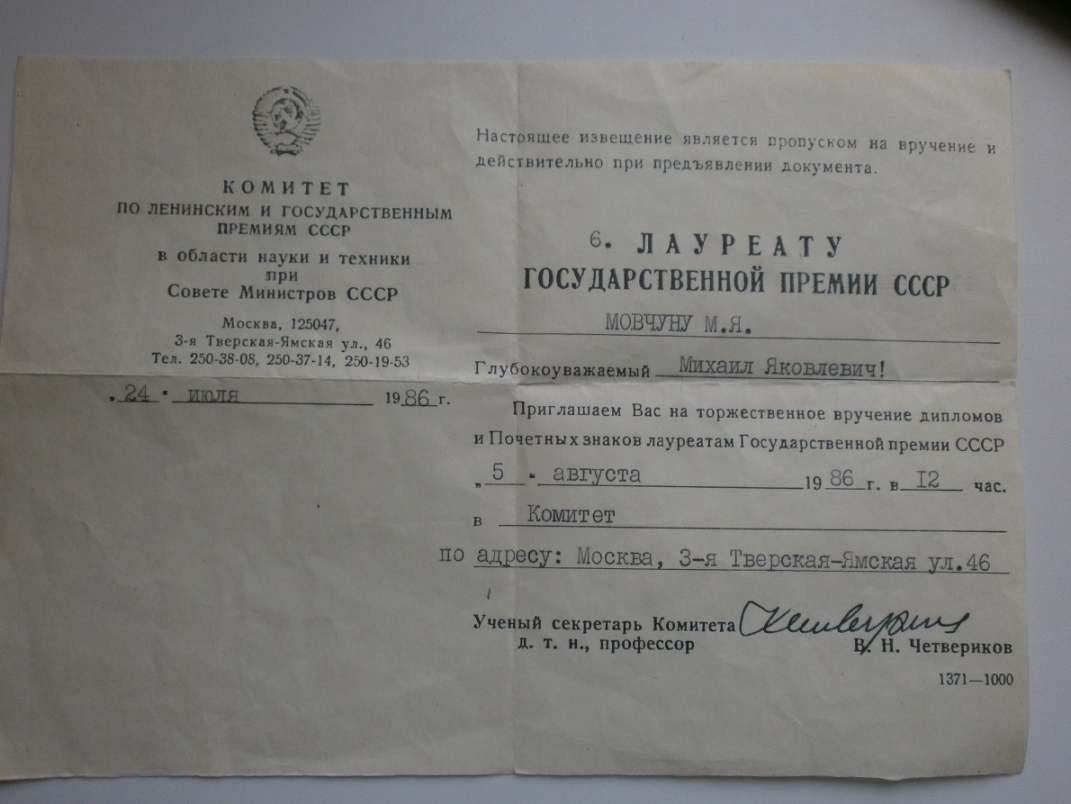 КОМИТЕТ
ПО ЛЕНИНСКИМ И ГОСУДАРСТВЕННЫМ
ПРЕМИЯМ СССР
в области науки и техники
при
Совете Министров СССР
Москва, 125047,
3-я Тверская-Ямская ул., 46
Тел. 250-38-08, 250-37-14, 250-19-53
24 июля 1986 г.
Настоящее извещение является пропуском на вручение и
действительно при предъявлении документа.
6. ЛАУРЕАТУ
ГОСУДАРСТВЕННОЙ ПРЕМИИ СССР
МОВЧУНУ М.Я.
Глубокоуважаемый Михаил Яковлевич!
Приглашаем Вас на торжественное вручение дипломов
и Почетных знаков лауреатам Государственной премии СССР
„5" августа 1986 г. в I2 час.
в Комитет
по адресу: Москва, 3-я Тверская-Ямская ул.46
Ученый секретарь Комитета
д. т. н., профессор В. Н. Четвериков
1371—1000